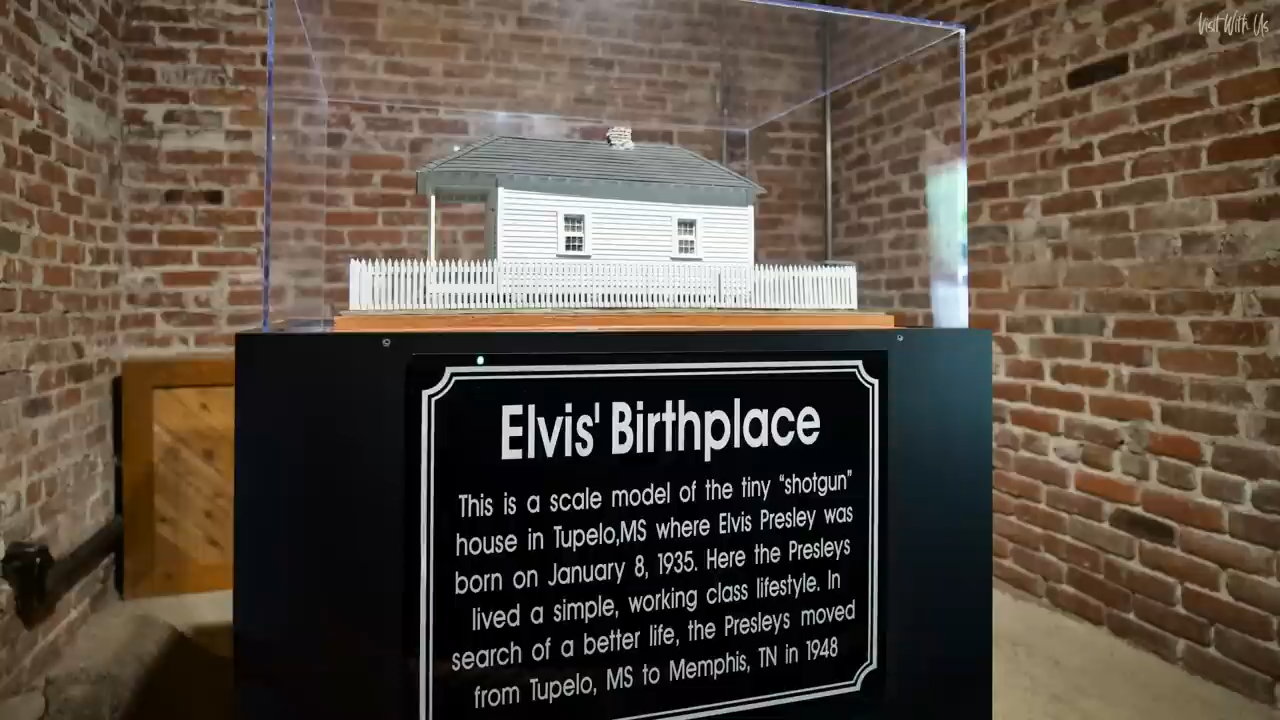 Visit With Us
Elvis' Birthplace
This is a scale model of the tiny “shotgun”
house in Tupelo,MS where Elvis Presley was
born on January 8, 1935. Here the Presleys
lived a simple, working class lifestyle. In
search of a better life, the Presleys moved
from Tupelo, MS to Memphis, TN in 1948